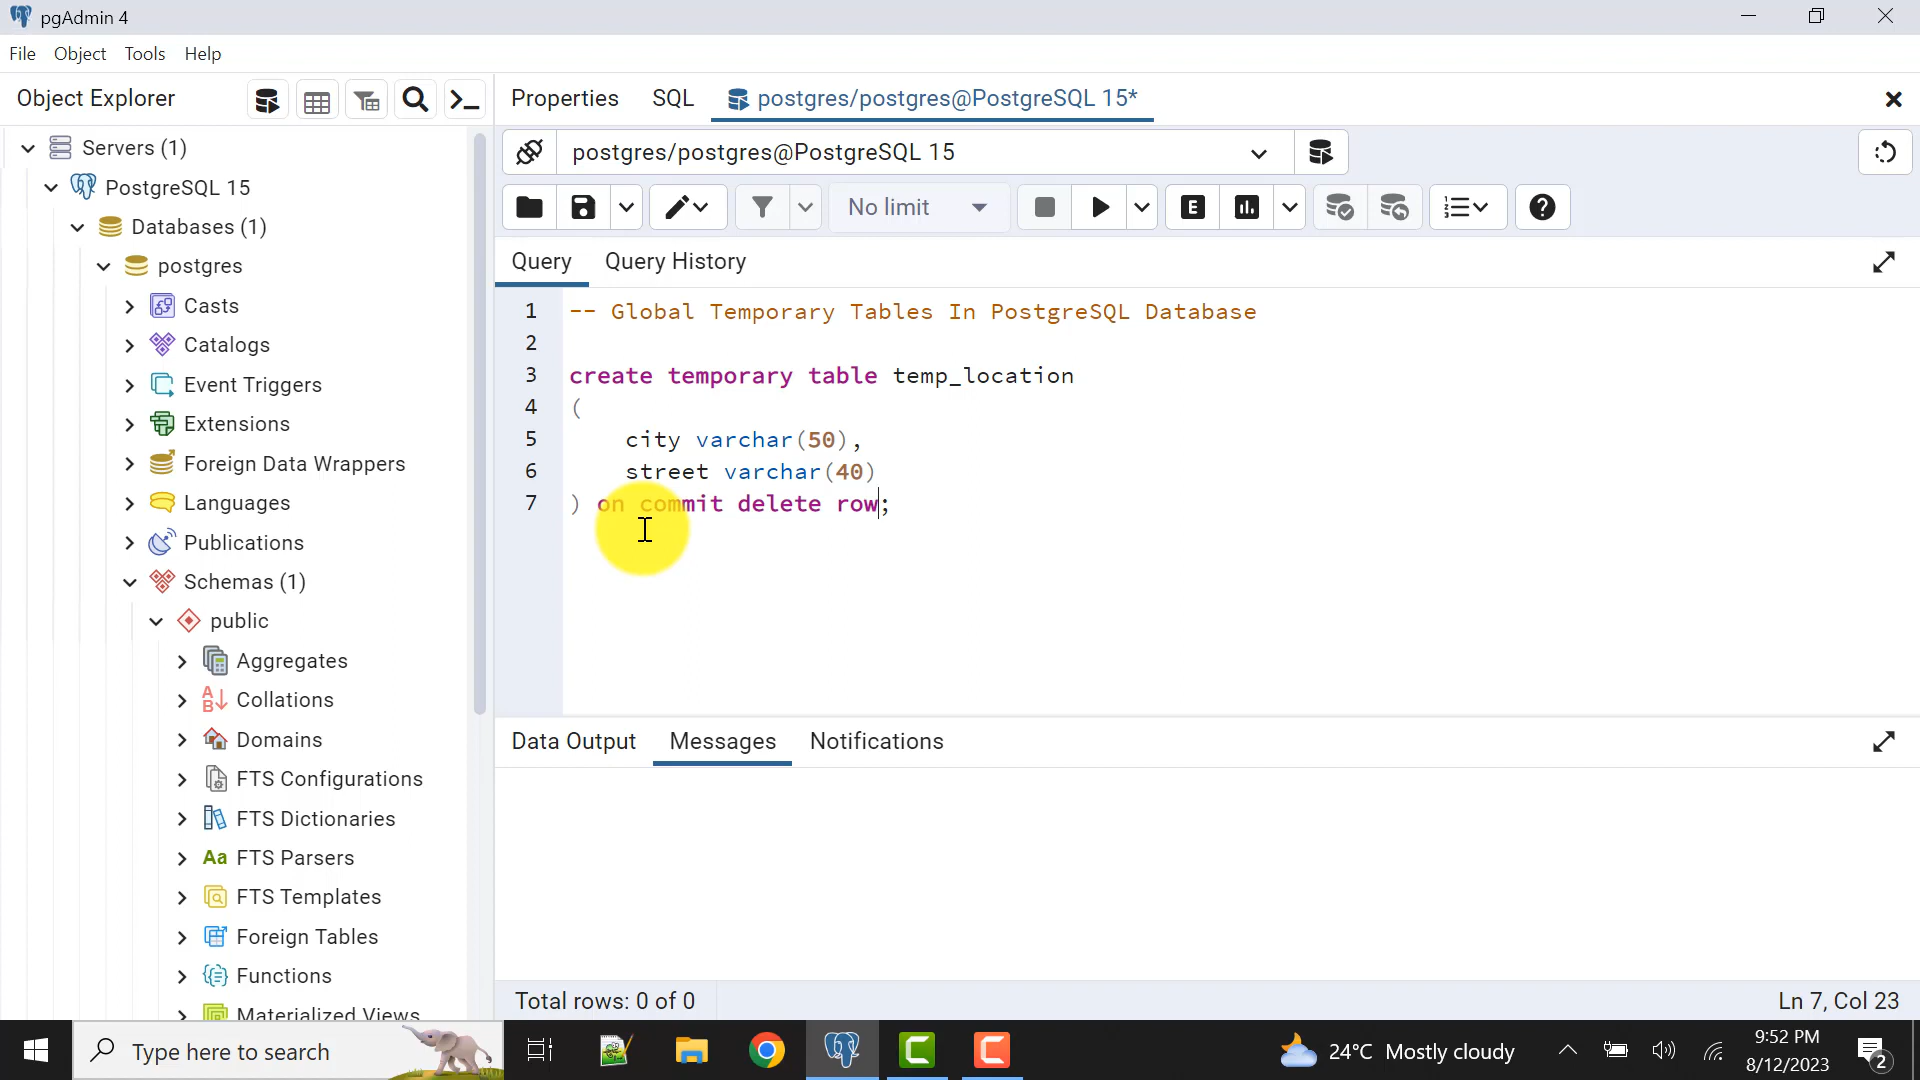 pgAdmin 4
File Object Tools Help
Object Explorer
Properties SQL postgres/postgres@PostgreSQL 15*
Servers (1)
postgres/postgres@PostgreSQL 15
PostgreSQL 15
No limit
E
Databases (1)
postgres
Query Query History
Casts
1 -- Global Temporary Tables In PostgreSQL Database
Catalogs
2
Event Triggers
3 create temporary table temp_location
Extensions
4 (
5 city varchar(50),
Foreign Data Wrappers
6 street varchar(40)
Languages
7 ) on commit delete row;
Publications
Schemas (1)
public
Aggregates
Collations
Domains
Data Output Messages Notifications
FTS Configurations
FTS Dictionaries
Aa FTS Parsers
FTS Templates
Foreign Tables
Functions
Total rows: 0 of 0
Ln 7, Col 23
Materialized Views
Type here to search
24°C Mostly cloudy
9:52 PM
8/12/2023
2